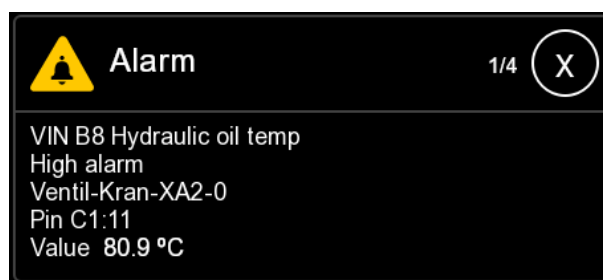 Alarm
1/4
X
VIN B8 Hydraulic oil temp
High alarm
Ventil-Kran-XA2-0
Pin C1:11
Value 80.9 ºC